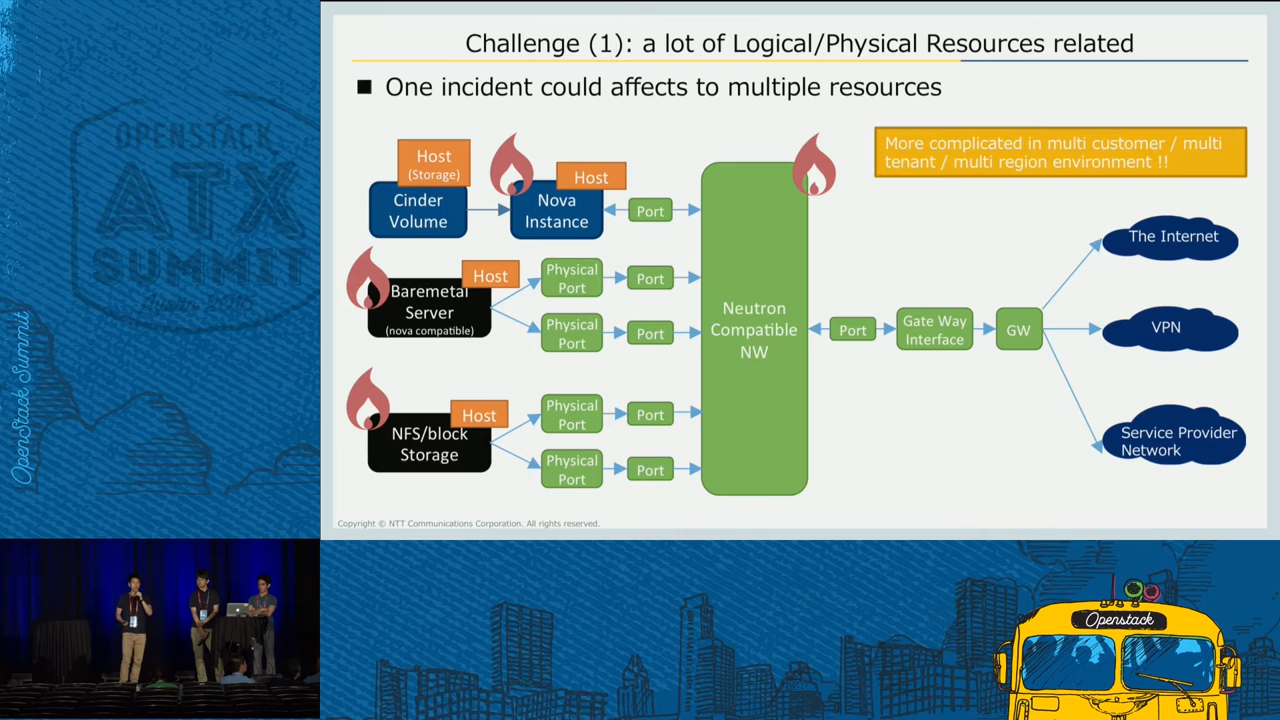 Challenge (1): a lot of Logical/Physical Resources related
■ One incident could affects to multiple resources
More complicated in multi customer / multi
tenant / multi region environment !!
Host
(Storage)
Cinder
Volume
Host
Nova
Instance
Port
Host
Baremetal
Server
(nova compatible)
Physical
Port
Port
Physical
Port
Port
Host
NFS/block
Storage
Physical
Port
Port
Physical
Port
Port
Neutron
Compatible
NW
Port
Gate Way
Interface
GW
The Internet
VPN
Service Provider
Network
Copyright © NTT Communications Corporation. All rights reserved.
OPENSTACK
ATX
SUMMIT
OpenStack Summit
Openstack